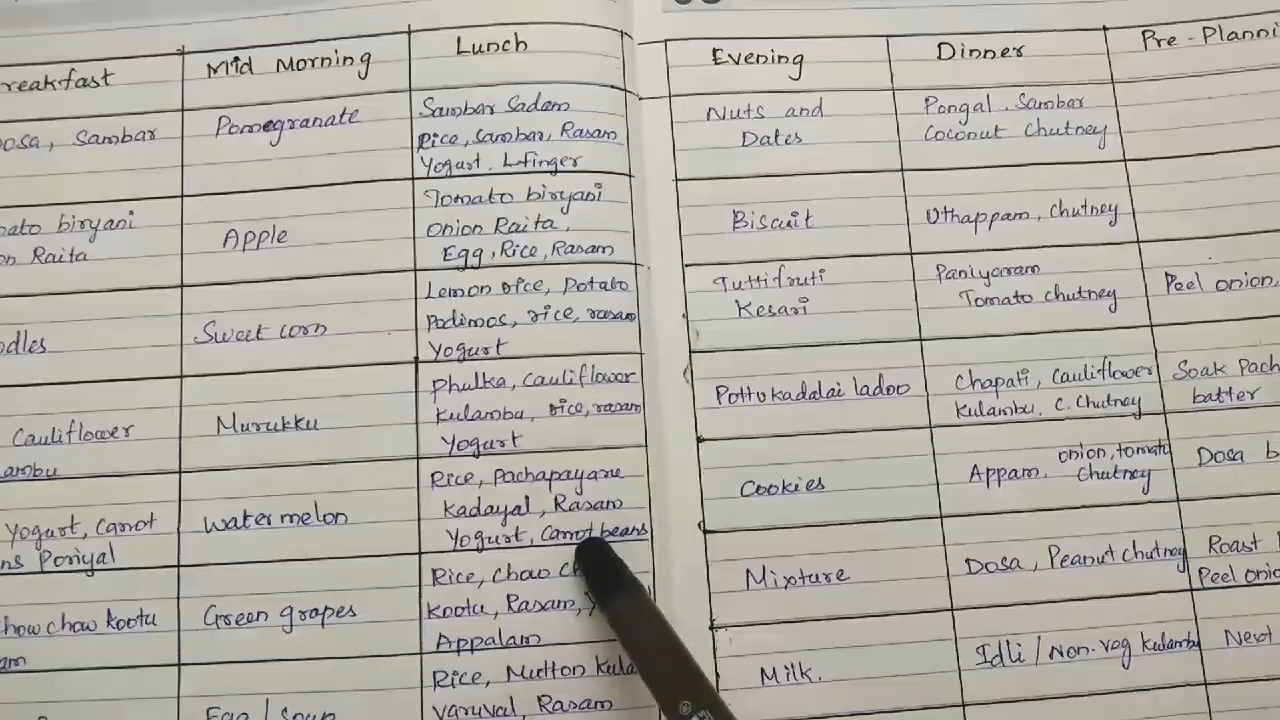 reakfast
Mid Morning
Lunch
Evening
Dinner
Pre-Planni
osa, Sambar
Pomegranate
Sambar Sadam
Rice, Sambar, Rasam
Yogurt, L-finger
Nuts and
Dates
Pongal, Sambar
Coconut Chutney
ato biryani
on Raita
Apple
Tomato biryani
onion Raita,
Egg, Rice, Rasam
Biscuit
Uthappam, Chutney
odles
Sweet corn
Lemon rice, Potato
Podimas, rice, rasam
Yogurt
Tuttifruti
Kesari
Paniyaram
Tomato chutney
Peel onion,
Cauliflower
ambu
Murukku
Phulka, Cauliflower
Kulambu, rice, rasam
Yogurt
Pottukadalai ladoo
Chapati, Cauliflower
Kulambu, C. Chutney
Soak Pach
batter
Yogurt, Carrot
ns Poriyal
Watermelon
Rice, Pachapayare
Kadayal, Rasam
Yogurt, Carrot beans
Cookies
Appam, onion, tomato
Chutney
Dosa b
how chow kootu
am
Green grapes
Rice, Chao ch
Kootu, Rasam,
Appalam
Mixture
Dosa, Peanut chutney
Roast
Peel onio
Egg / Soup
Rice, Mutton kula
Varuval, Rasam
Milk.
Idli / Non-veg kulambu
Next